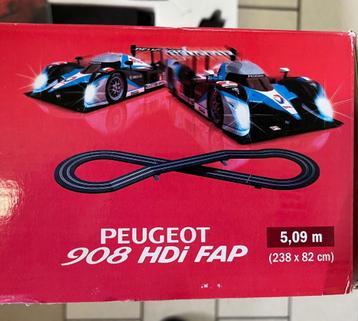 PEUGEOT
908 HDi FAP
5,09 m
(238 x 82 cm)